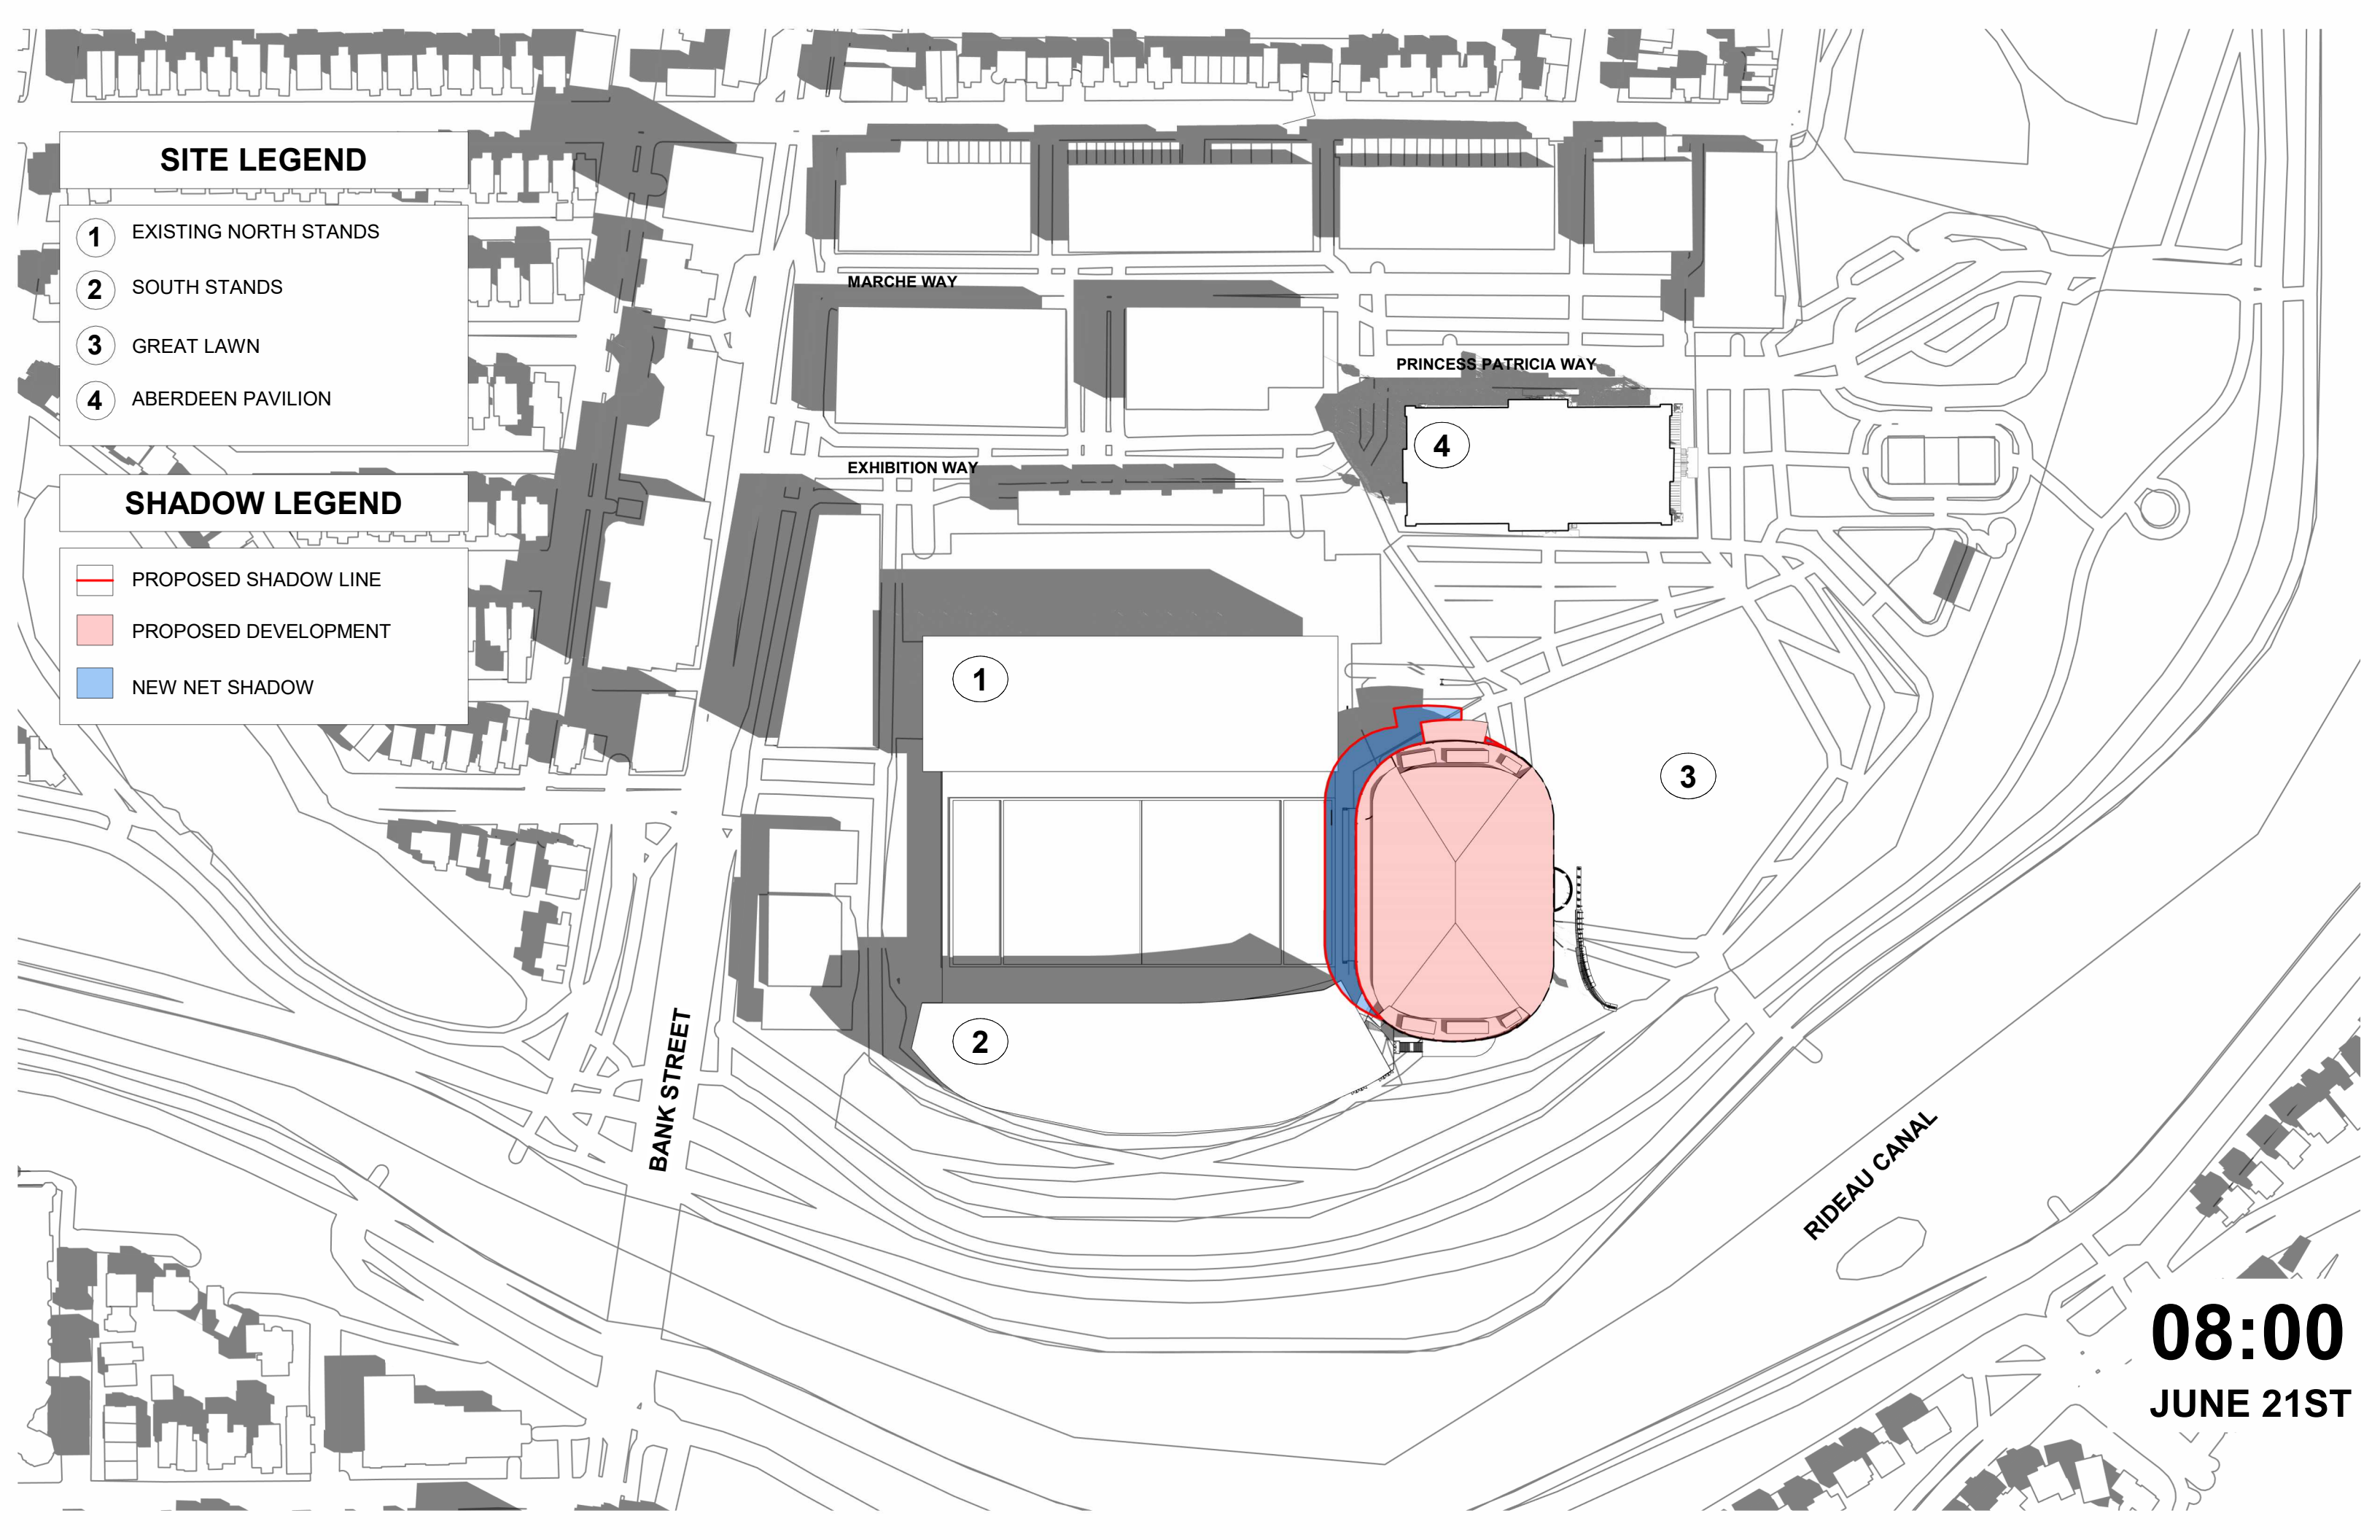 SITE LEGEND
1 EXISTING NORTH STANDS
2 SOUTH STANDS
3 GREAT LAWN
4 ABERDEEN PAVILION
SHADOW LEGEND
PROPOSED SHADOW LINE
PROPOSED DEVELOPMENT
NEW NET SHADOW
MARCHE WAY
PRINCESS PATRICIA WAY
4
EXHIBITION WAY
1
3
2
BANK STREET
RIDEAU CANAL
08:00
JUNE 21ST